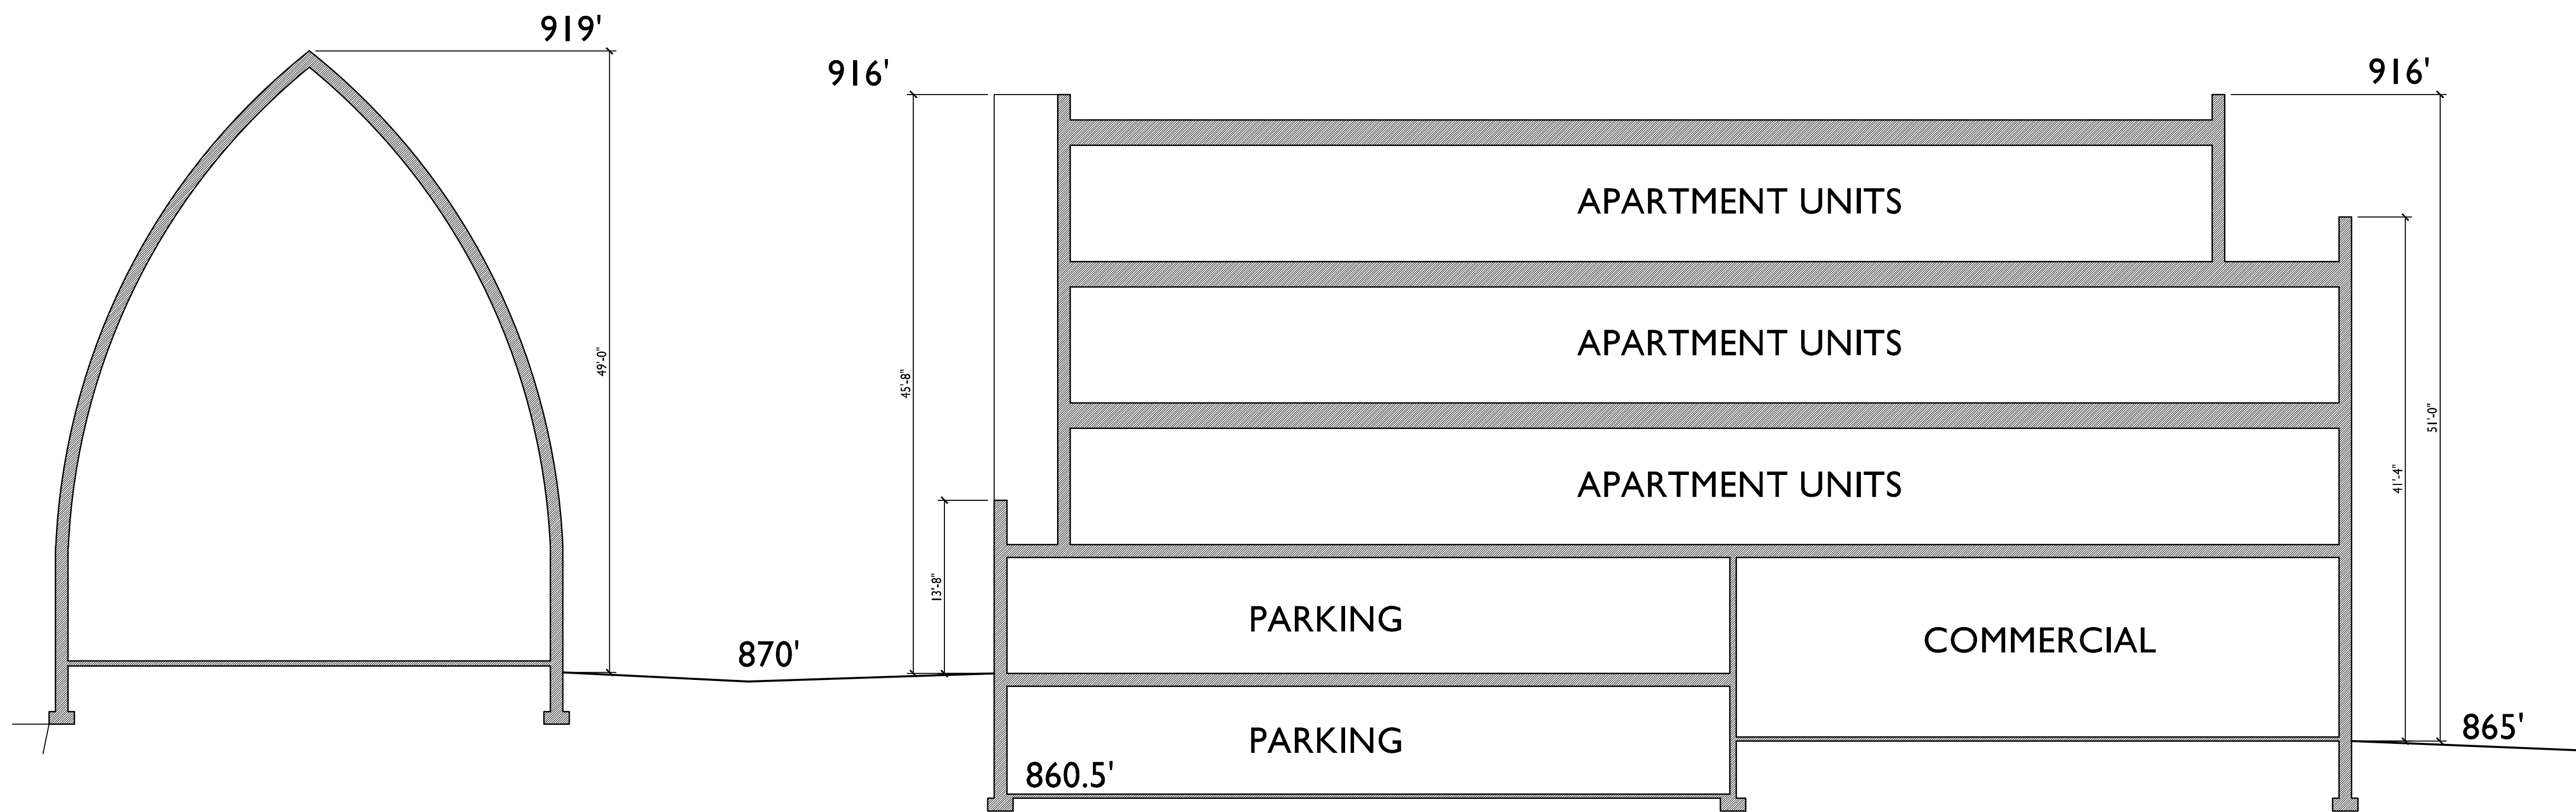 919'
916'
916'
APARTMENT UNITS
APARTMENT UNITS
49'-0"
45'-8"
51'-0"
41'-4"
APARTMENT UNITS
13'-8"
PARKING
COMMERCIAL
870'
865'
PARKING
860.5'